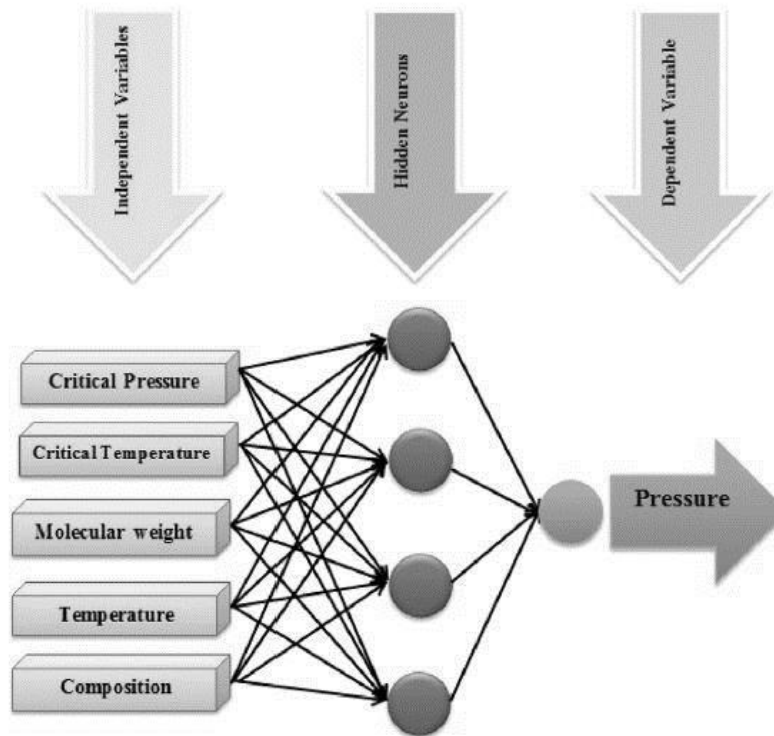 Independent Variables
Hidden Neurons
Dependent Variable
Critical Pressure
Critical Temperature
Molecular weight
Temperature
Composition
Pressure